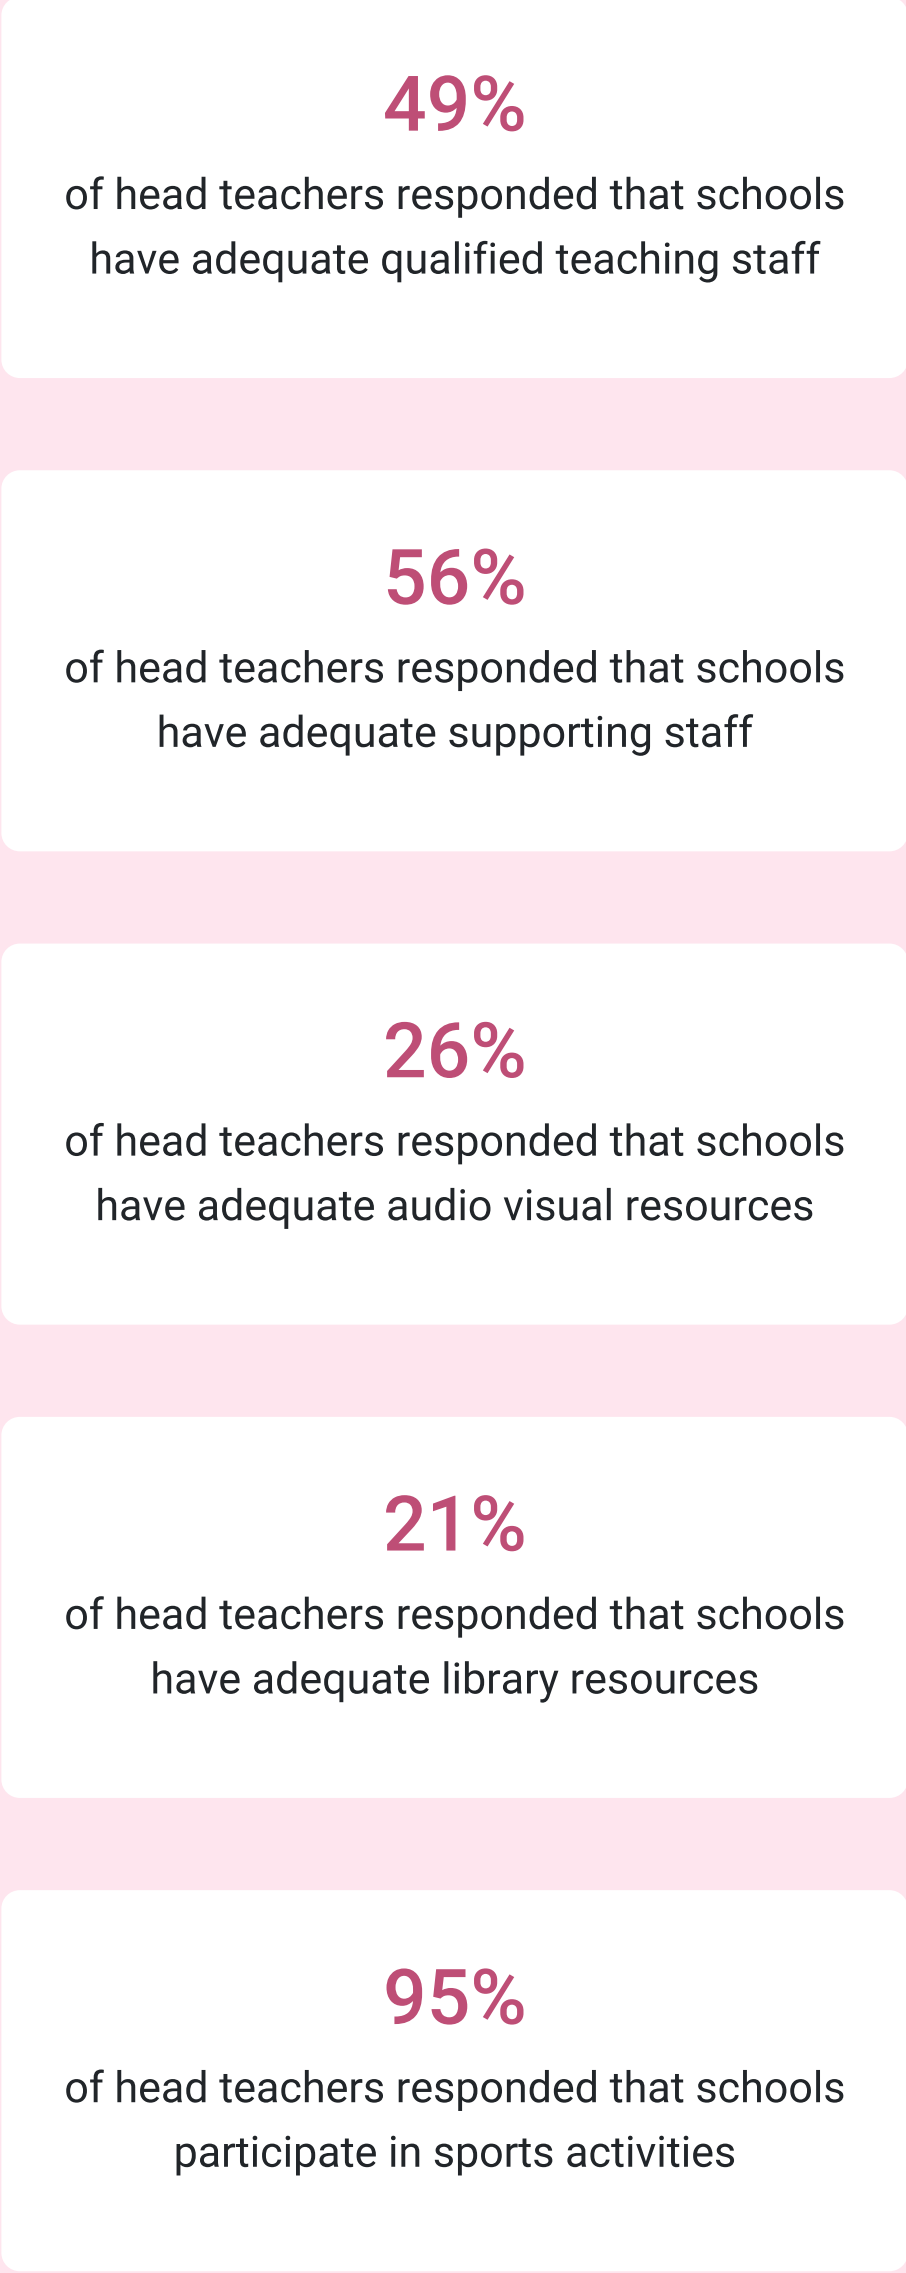 49%
of head teachers responded that schools
have adequate qualified teaching staff
56%
of head teachers responded that schools
have adequate supporting staff
26%
of head teachers responded that schools
have adequate audio visual resources
21%
of head teachers responded that schools
have adequate library resources
95%
of head teachers responded that schools
participate in sports activities